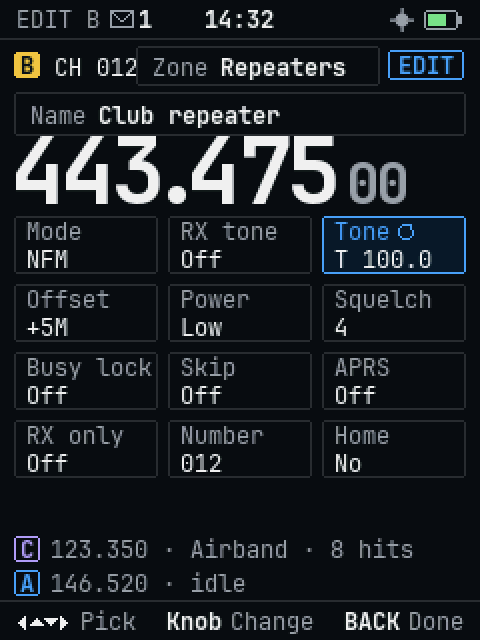 EDIT B 1 14:32
B CH 012 Zone Repeaters EDIT
Name Club repeater
443.475 00
Mode RX tone Tone
NFM Off T 100.0
Offset Power Squelch
+5M Low 4
Busy lock Skip APRS
Off Off Off
RX only Number Home
Off 012 No
C 123.350 · Airband · 8 hits
A 146.520 · idle
Pick Knob Change BACK Done